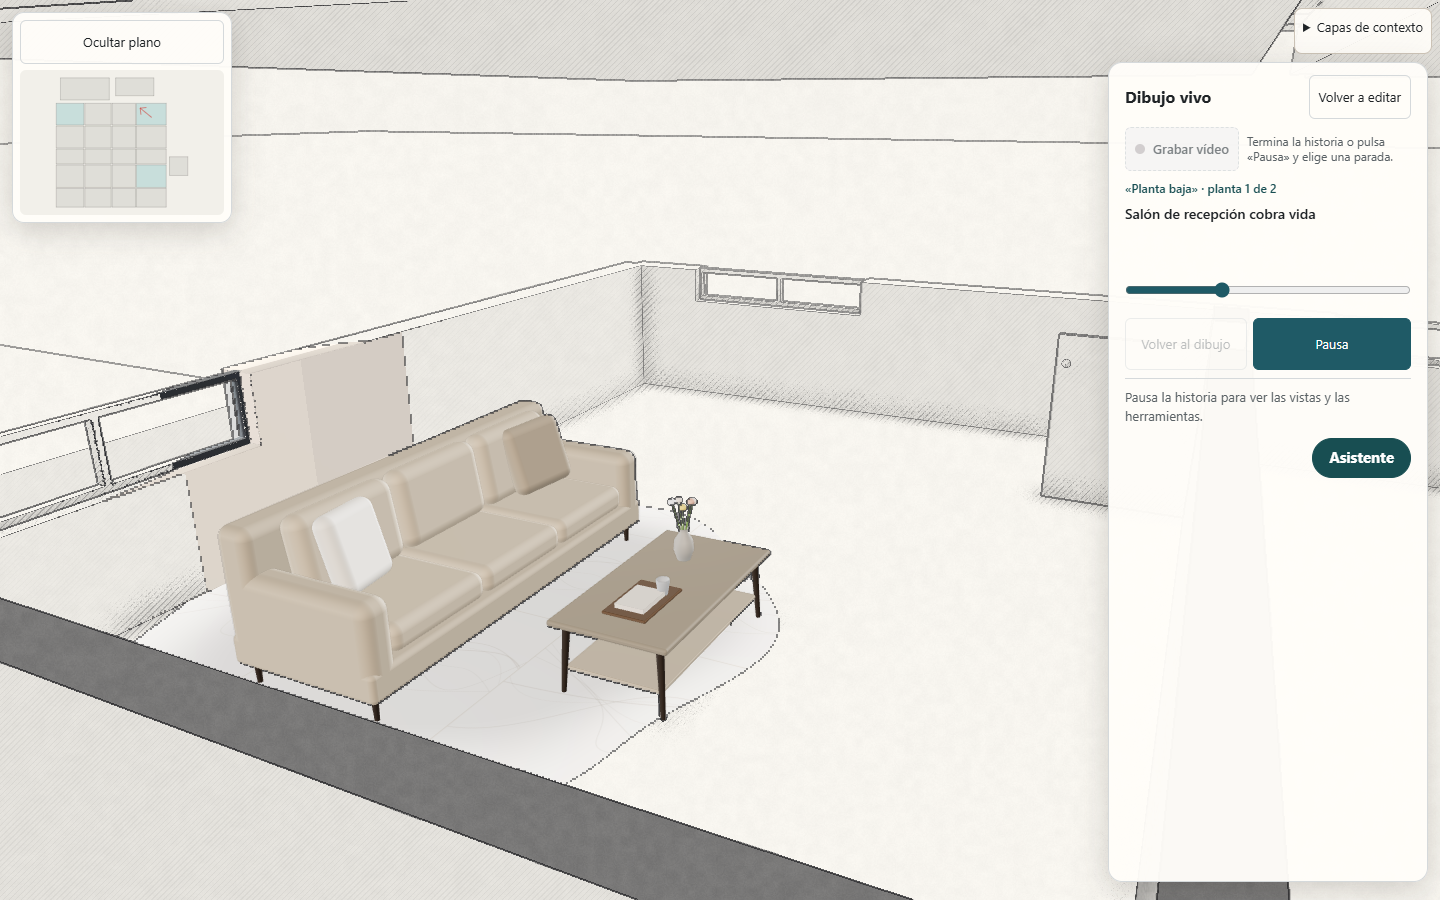 Ocultar plano
▶ Capas de contexto
Dibujo vivo
Volver a editar
Grabar vídeo
Termina la historia o pulsa
«Pausa» y elige una parada.
«Planta baja» · planta 1 de 2
Salón de recepción cobra vida
Volver al dibujo
Pausa
Pausa la historia para ver las vistas y las
herramientas.
Asistente